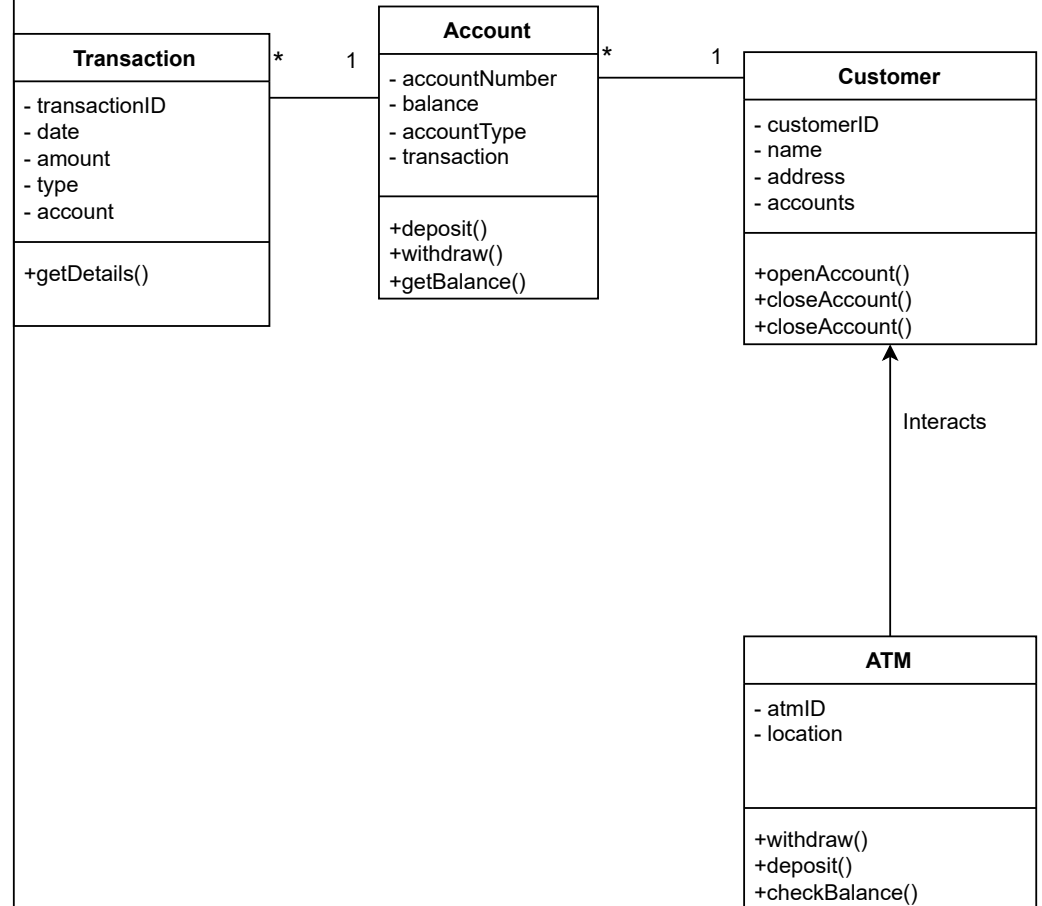 Transaction
- transactionID
- date
- amount
- type
- account
+getDetails()
*
1
Account
- accountNumber
- balance
- accountType
- transaction
+deposit()
+withdraw()
+getBalance()
*
1
Customer
- customerID
- name
- address
- accounts
+openAccount()
+closeAccount()
+closeAccount()
Interacts
ATM
- atmID
- location
+withdraw()
+deposit()
+checkBalance()